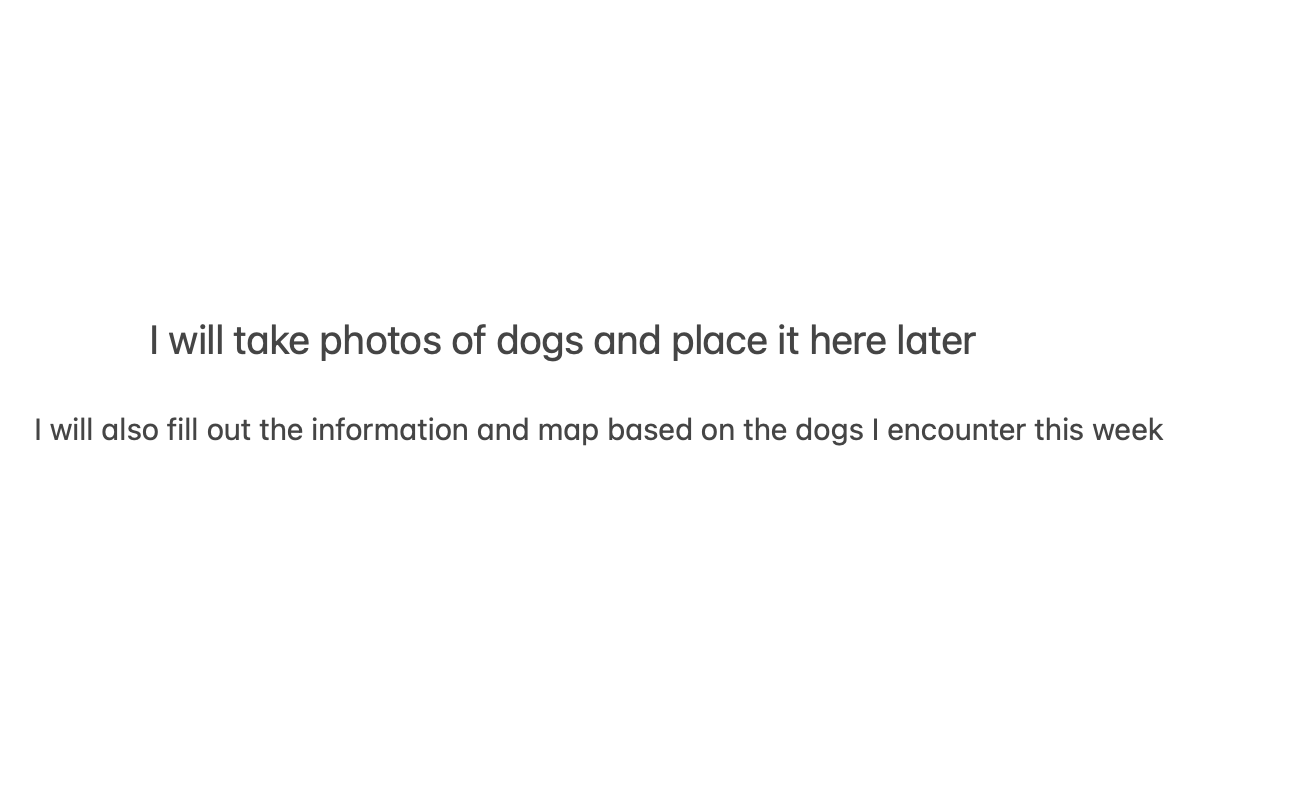 I will take photos of dogs and place it here later
I will also fill out the information and map based on the dogs I encounter this week